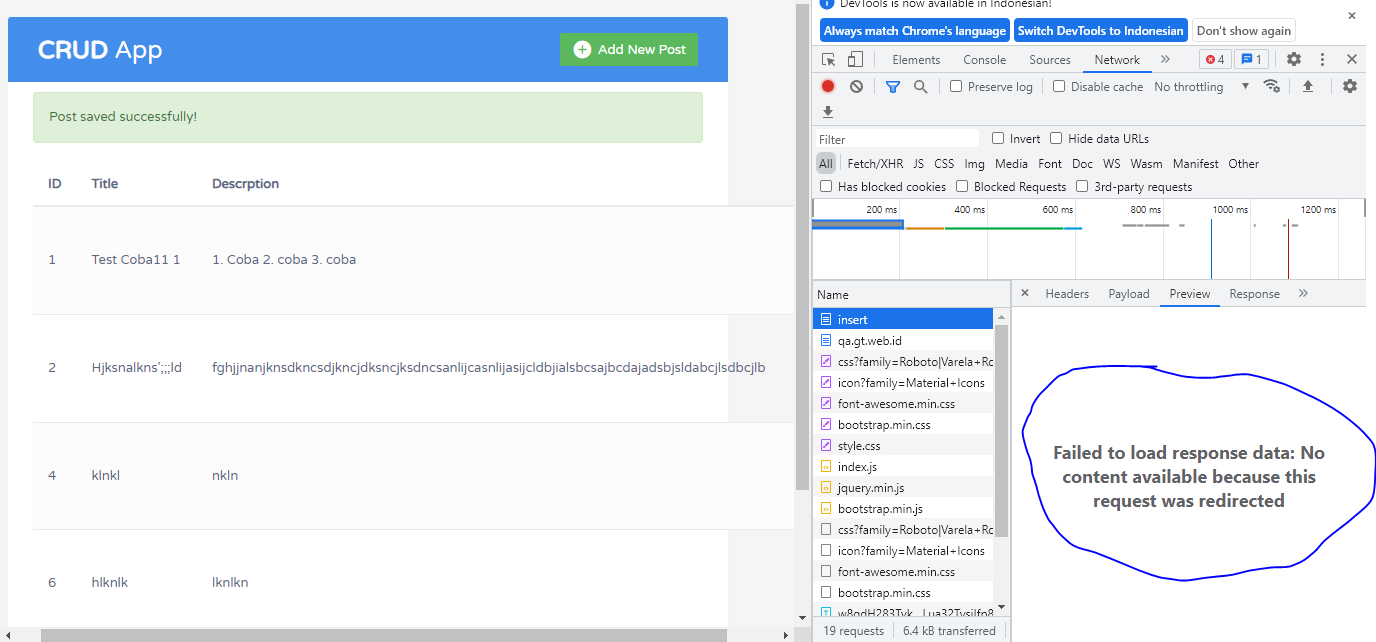 CRUD App
Add New Post
Post saved successfully!
ID Title Descrption
1 Test Coba11 1 1. Coba 2. coba 3. coba
2 Hjksnalkns';;;ld fghjjnanjknsdkncsdjkncjdksncjksdncsanlijcasnlijasijcldbjialsbcsajbcdajadsbjsldabcjlsdbcjlb
4 klnkl nkln
6 hlknlk lknlkn
DevTools is now available in Indonesian!
Always match Chrome's language Switch DevTools to Indonesian Don't show again
Elements Console Sources Network 4 1
Preserve log Disable cache No throttling
Filter Invert Hide data URLs
All Fetch/XHR JS CSS Img Media Font Doc WS Wasm Manifest Other
Has blocked cookies Blocked Requests 3rd-party requests
200 ms 400 ms 600 ms 800 ms 1000 ms 1200 ms
Name
insert
qa.gt.web.id
css?family=Roboto|Varela+Ro
icon?family=Material+Icons
font-awesome.min.css
bootstrap.min.css
style.css
index.js
jquery.min.js
bootstrap.min.js
css?family=Roboto|Varela+Ro
icon?family=Material+Icons
font-awesome.min.css
bootstrap.min.css
19 requests 6.4 kB transferred
Headers Payload Preview Response
Failed to load response data: No
content available because this
request was redirected